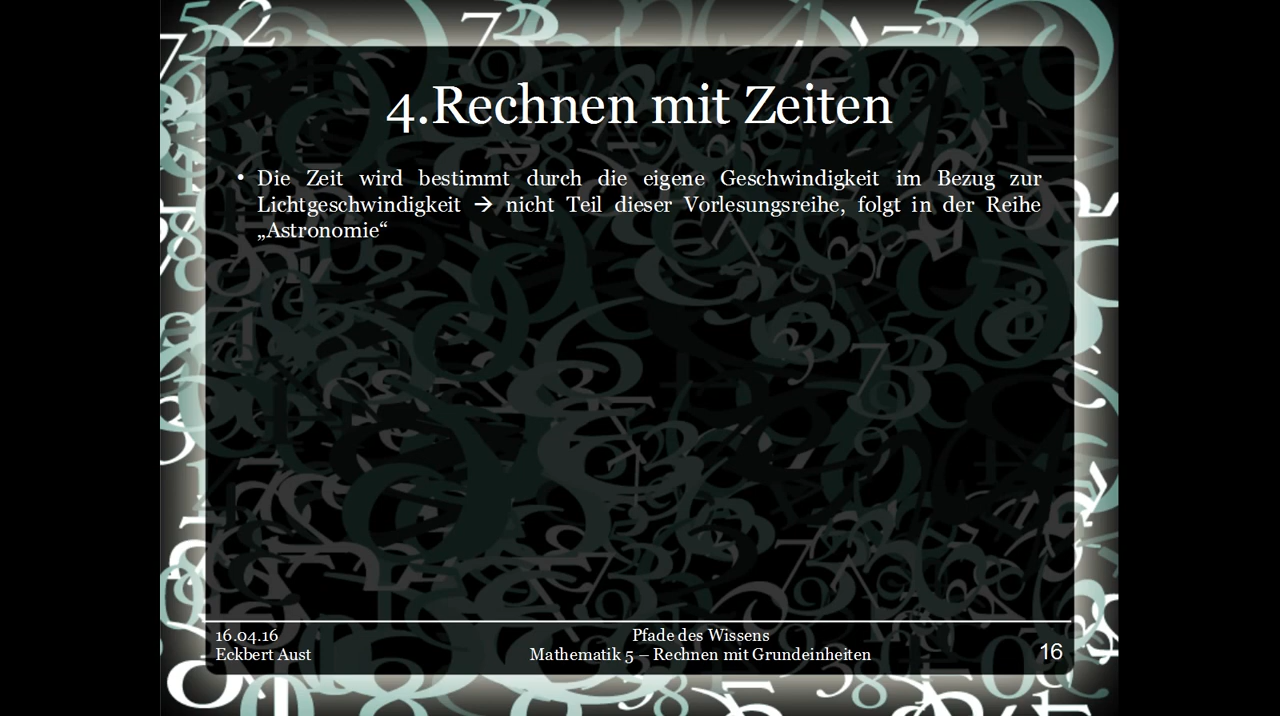 4.Rechnen mit Zeiten
• Die Zeit wird bestimmt durch die eigene Geschwindigkeit im Bezug zur
Lichtgeschwindigkeit → nicht Teil dieser Vorlesungsreihe, folgt in der Reihe
„Astronomie“
16.04.16
Eckbert Aust
Pfade des Wissens
Mathematik 5 – Rechnen mit Grundeinheiten
16